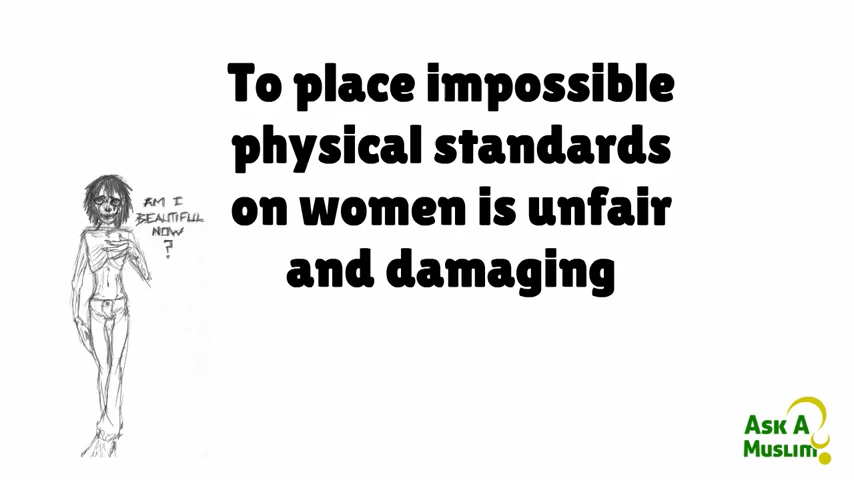 To place impossible
physical standards
on women is unfair
and damaging
AM I
BEAUTIFUL
NOW
?
ASK A
MUSLIM?